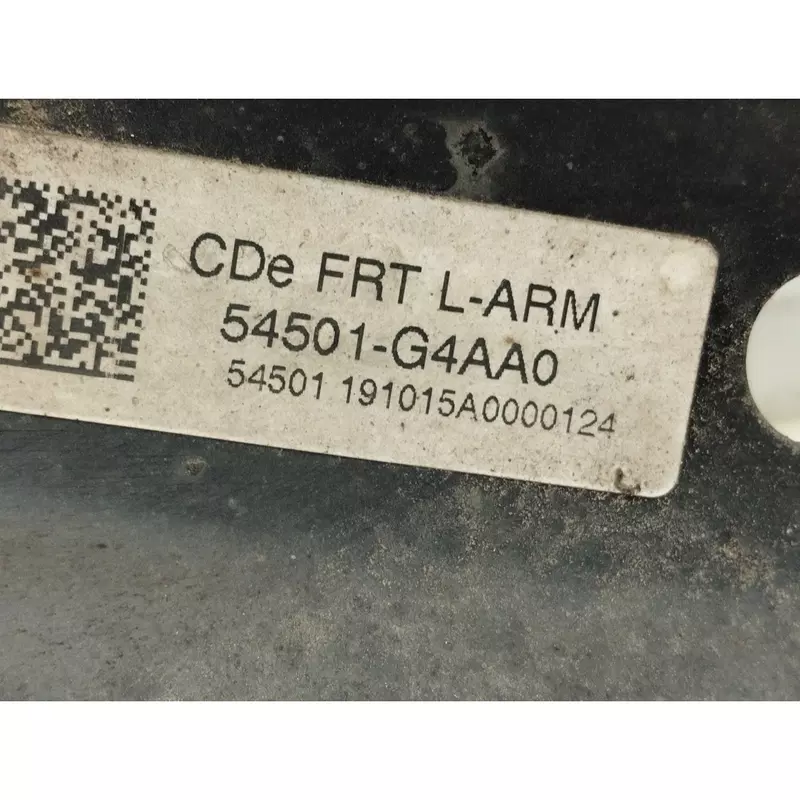 CDe FRT L-ARM
54501-G4AA0
54501 191015A0000124